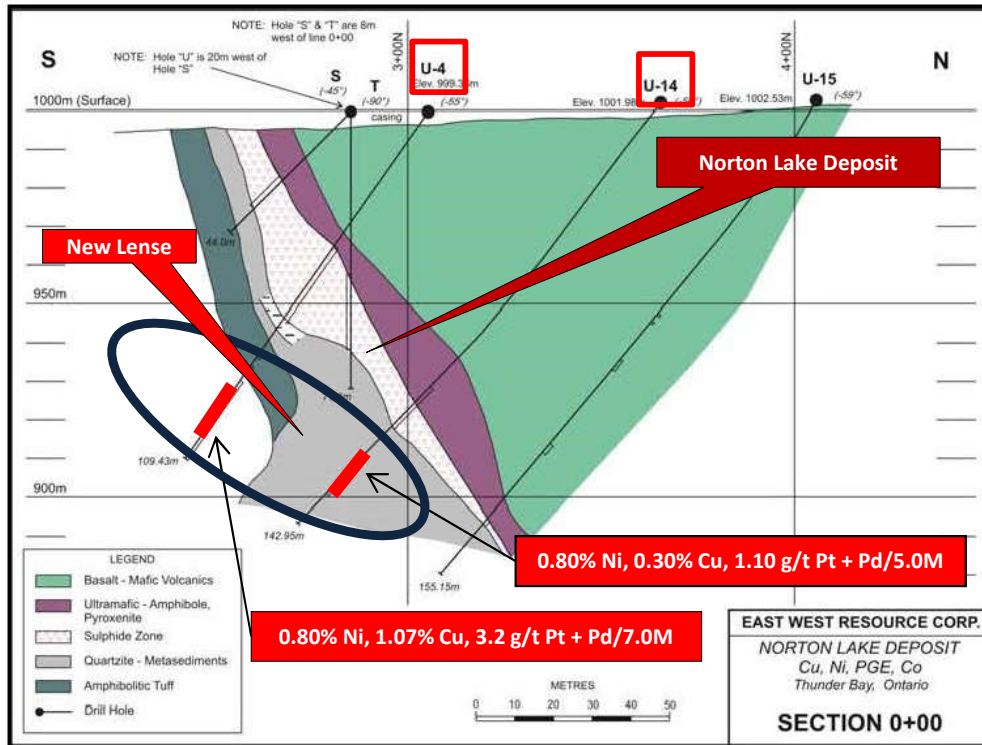 NOTE: Hole "S" & "T" are 8m
west of line 0+00
NOTE: Hole "U" is 20m west of
Hole "S"
S
N
S
(-45°)
T
(-90°)
3+00N
U-4
Elev. 999.
(-55°)
U-14
Elev. 1001.98
4+00N
U-15
(-59°)
Elev. 1002.53m
1000m (Surface)
casing
Norton Lake Deposit
New Lense
44.0m
950m
109.43m
900m
142.95m
155.15m
0.80% Ni, 0.30% Cu, 1.10 g/t Pt + Pd/5.0M
0.80% Ni, 1.07% Cu, 3.2 g/t Pt + Pd/7.0M
LEGEND
Basalt - Mafic Volcanics
Ultramafic - Amphibole,
Pyroxenite
Sulphide Zone
Quartzite - Metasediments
Amphibolitic Tuff
Drill Hole
METRES
0 10 20 30 40 50
EAST WEST RESOURCE CORP.
NORTON LAKE DEPOSIT
Cu, Ni, PGE, Co
Thunder Bay, Ontario
SECTION 0+00